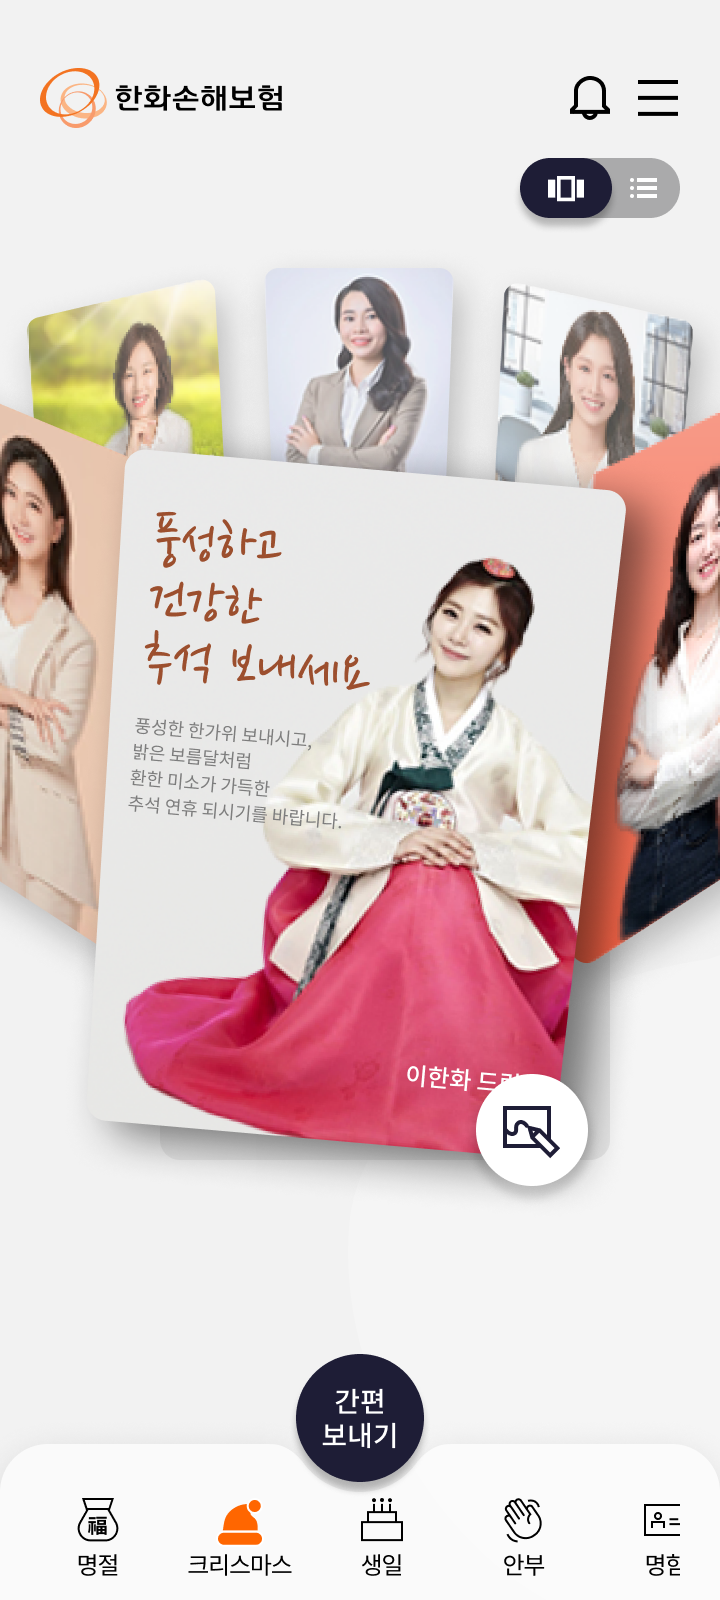 한화손해보험
풍성하고
건강한
추석 보내세요
풍성한 한가위 보내시고,
밝은 보름달처럼
환한 미소가 가득한
추석 연휴 되시기를 바랍니다.
이한화
간편
보내기
福
명절
크리스마스
생일
안부